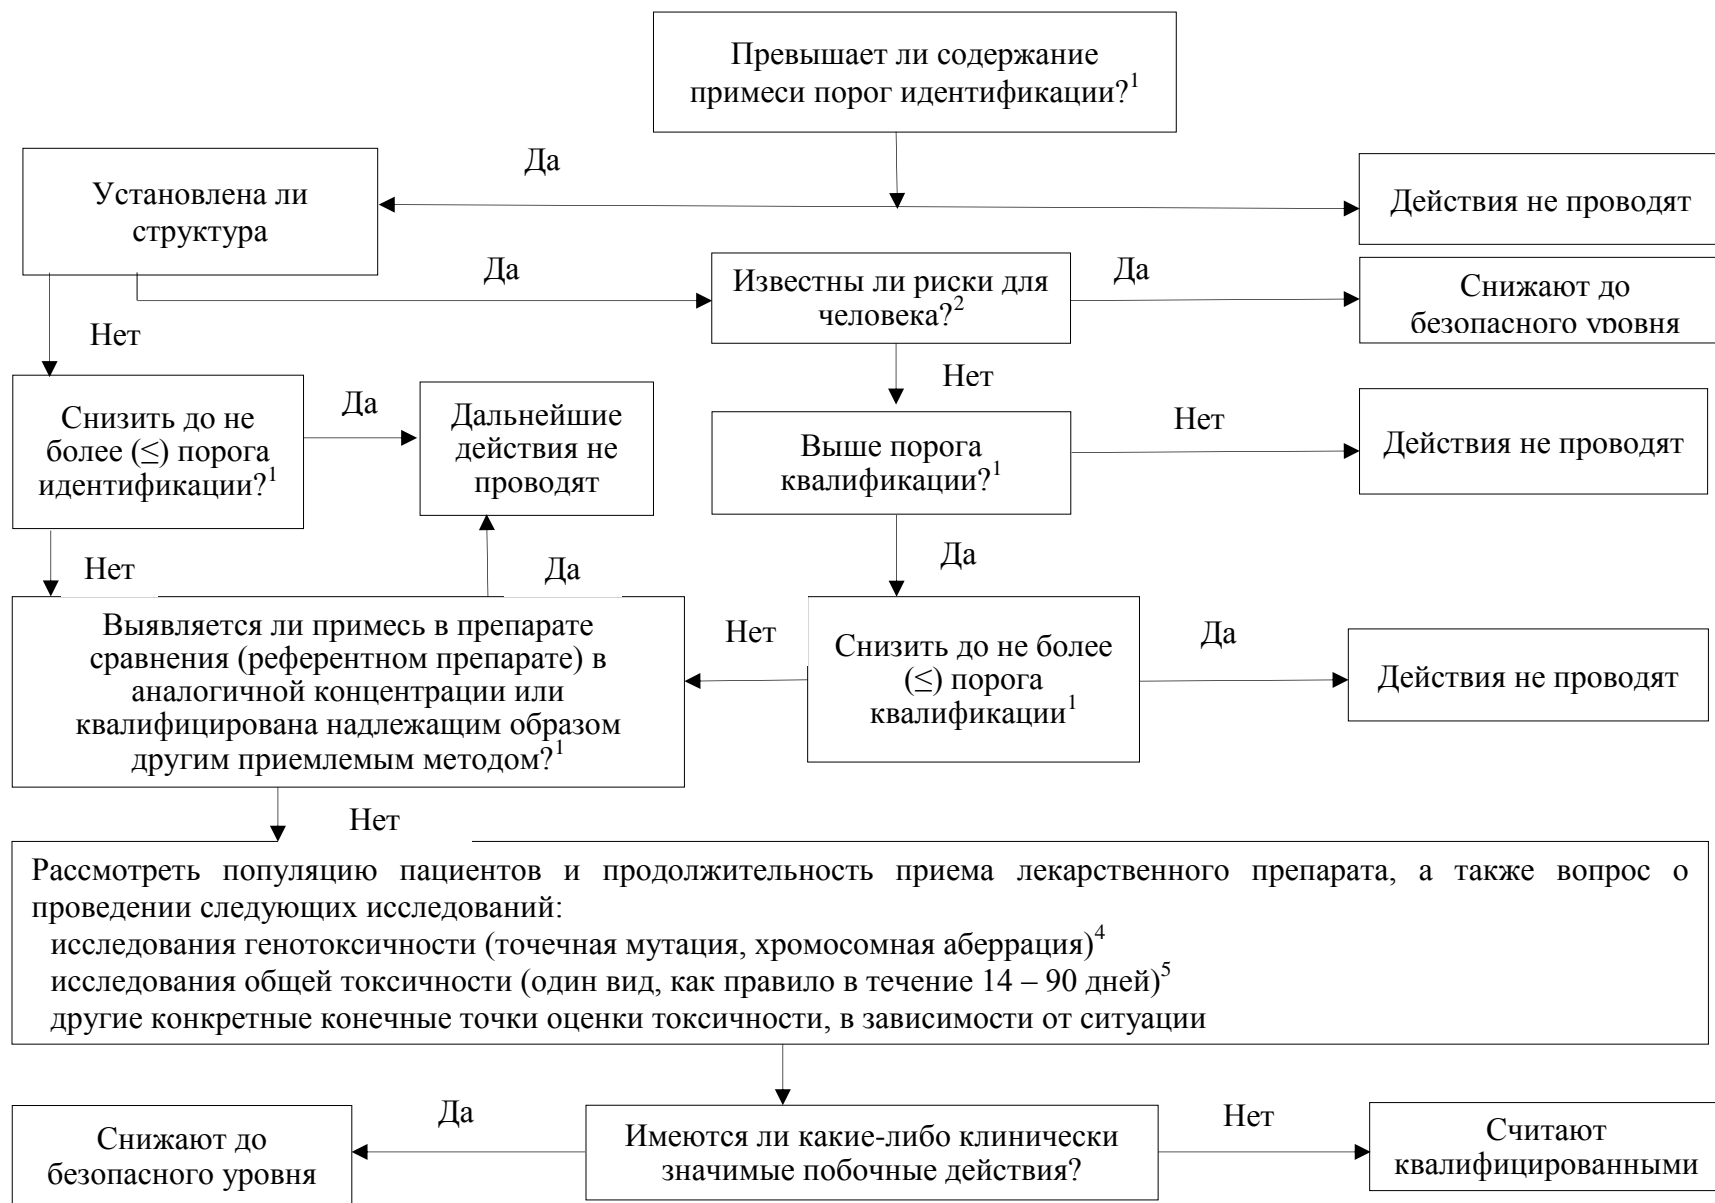 Превышает ли содержание
примеси порог идентификации?¹
Да
Установлена ли
структура
Действия не проводят
Да
Известны ли риски для
человека?²
Да
Снижают до
безопасного уровня
Нет
Нет
Снизить до не
более (≤) порога
идентификации?¹
Да
Дальнейшие
действия не
проводят
Выше порога
квалификации?¹
Нет
Действия не проводят
Нет
Да
Да
Выявляется ли примесь в препарате
сравнения (референтном препарате) в
аналогичной концентрации или
квалифицирована надлежащим образом
другим приемлемым методом?¹
Нет
Снизить до не более
(≤) порога
квалификации¹
Да
Действия не проводят
Нет
Рассмотреть популяцию пациентов и продолжительность приема лекарственного препарата, а также вопрос о
проведении следующих исследований:
исследования генотоксичности (точечная мутация, хромосомная аберрация)⁴
исследования общей токсичности (один вид, как правило в течение 14 – 90 дней)⁵
другие конкретные конечные точки оценки токсичности, в зависимости от ситуации
Снижают до
безопасного уровня
Да
Имеются ли какие-либо клинически
значимые побочные действия?
Нет
Считают
квалифицированными